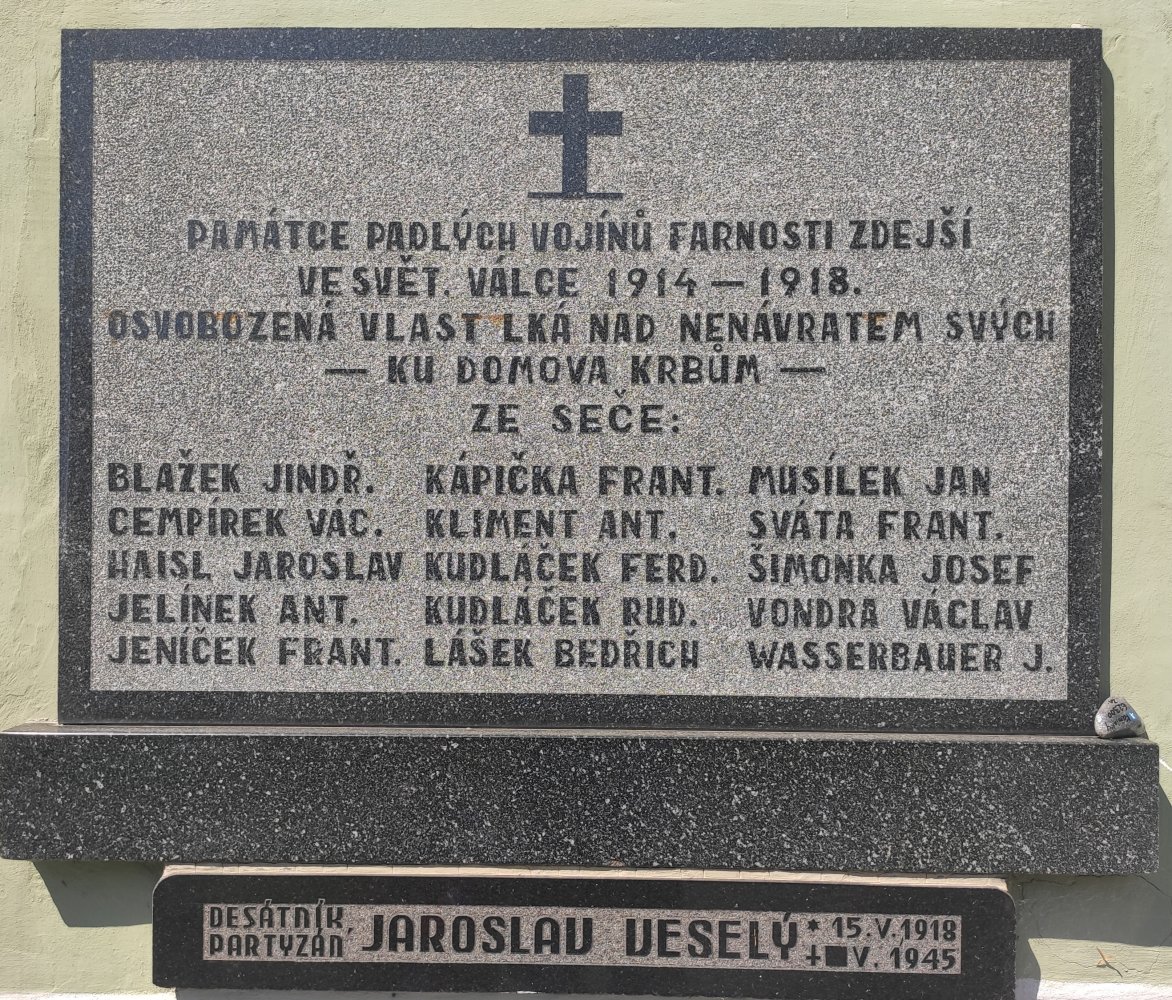 PAMÁTCE PADLÝCH VOJÍNŮ FARNOSTI ZDEJŠÍ
VE SVĚT. VÁLCE 1914 — 1918.
OSVOBOZENÁ VLAST LKÁ NAD NENÁVRATEM SVÝCH
— KU DOMOVA KRBŮM —
ZE SEČE:
BLAŽEK JINDŘ.
CEMPÍREK VÁC.
HAISL JAROSLAV
JELÍNEK ANT.
JENÍČEK FRANT.
KÁPIČKA FRANT.
KLIMENT ANT.
KUDLÁČEK FERD.
KUDLÁČEK RUD.
LÁŠEK BEDŘICH
MUSÍLEK JAN
SVÁTA FRANT.
ŠIMONKA JOSEF
VONDRA VÁCLAV
WASSERBAUER J.
DESÁTNÍK
PARTYZÁN,
JAROSLAV VESELÝ
* 15.V.1918
+ V. 1945